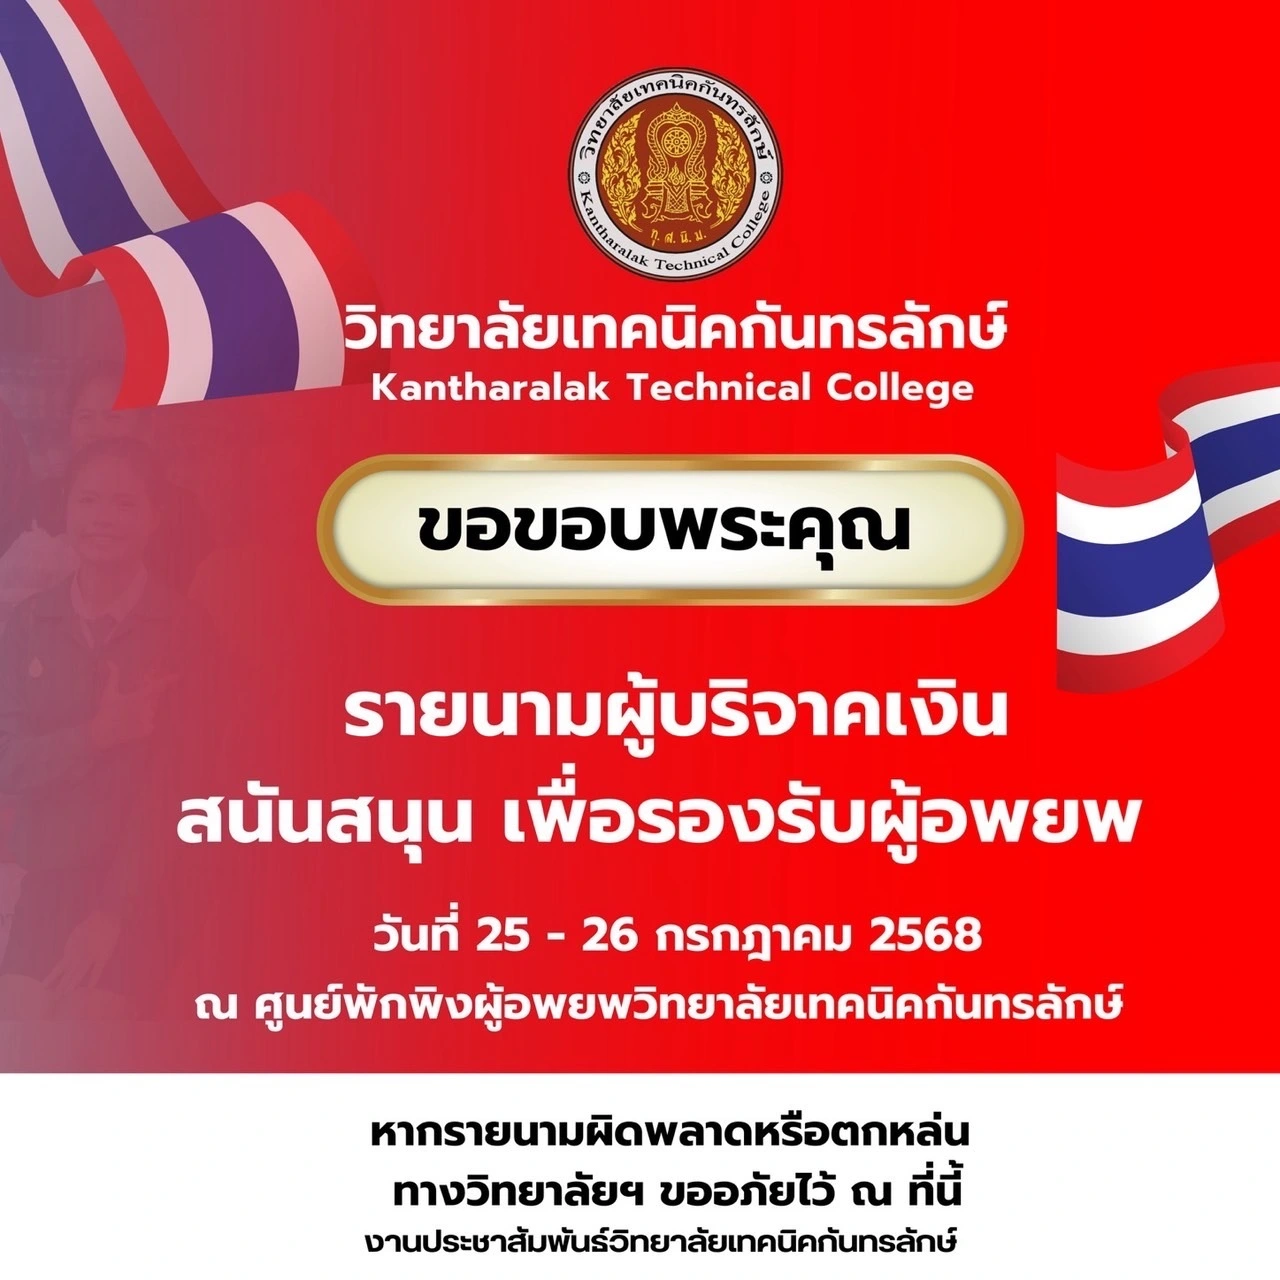 วิทยาลัยเทคนิคกันทรลักษ์
ทุ. ส. นิ. ม.
Kantharalak Technical College
วิทยาลัยเทคนิคกันทรลักษ์
Kantharalak Technical College
ขอขอบพระคุณ
รายนามผู้บริจาคเงิน
สนันสนุน เพื่อรองรับผู้อพยพ
วันที่ 25 - 26 กรกฎาคม 2568
ณ ศูนย์พักพิงผู้อพยพวิทยาลัยเทคนิคกันทรลักษ์
หากรายนามผิดพลาดหรือตกหล่น
ทางวิทยาลัยฯ ขออภัยไว้ ณ ที่นี้
งานประชาสัมพันธ์วิทยาลัยเทคนิคกันทรลักษ์